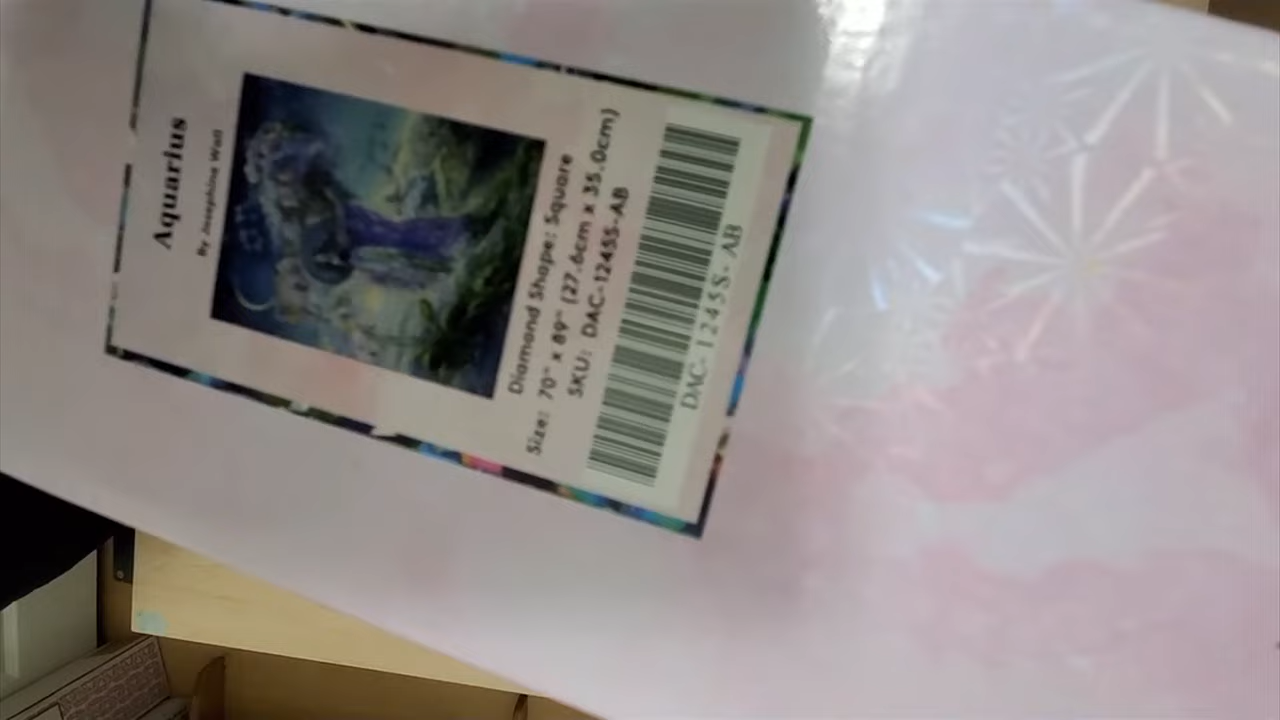 Aquarius
By Josephine Wall
Diamond Shape: Square
Size: 70" x 89" (27.6cm x 35.0cm)
SKU: DAC-12455-AB
DAC- 12455- AB